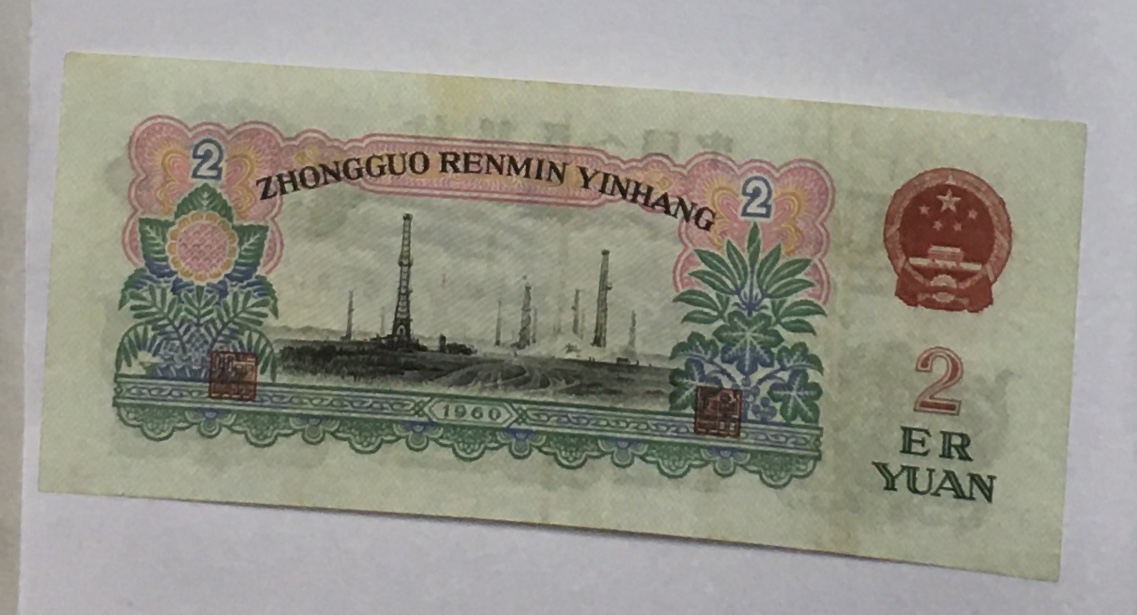 2
ZHONGGUO RENMIN YINHANG
2
1960
2
ER
YUAN